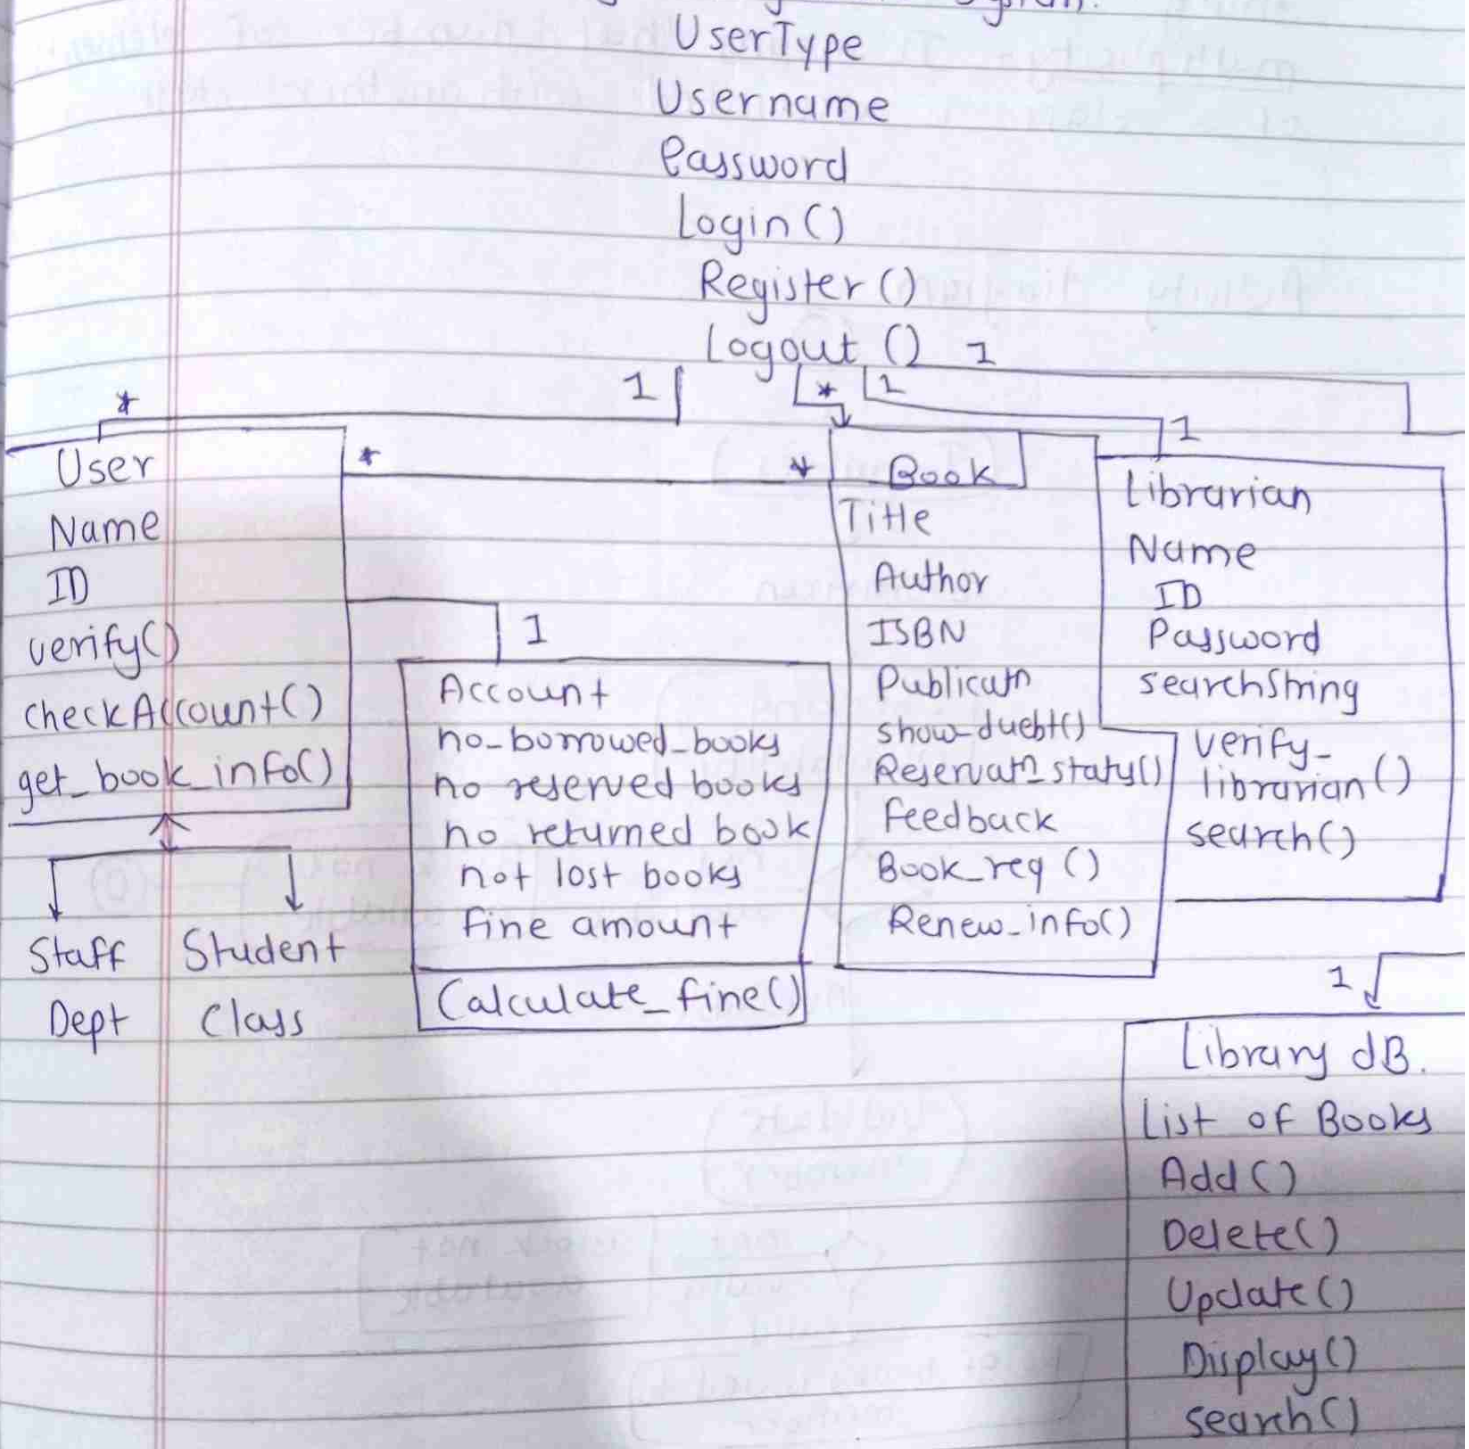 System.
UserType
Username
Password
Login()
Register()
Logout() 1
1 * 1
*
1
User
Name
ID
verify()
checkAccount()
get_book_info()
* *
Staff
Dept
Student
Class
1
Account
no_borrowed_books
no reserved books
no returned book
not lost books
fine amount
Calculate_fine()
Book
Title
Author
ISBN
Publicatn
show_duebt()
Reservatn_staty()
Feedback
Book_req()
Renew_info()
Librarian
Name
ID
Password
searchString
verify_
librarian()
search()
1
Library dB.
List of Books
Add()
Delete()
Update()
Display()
search()